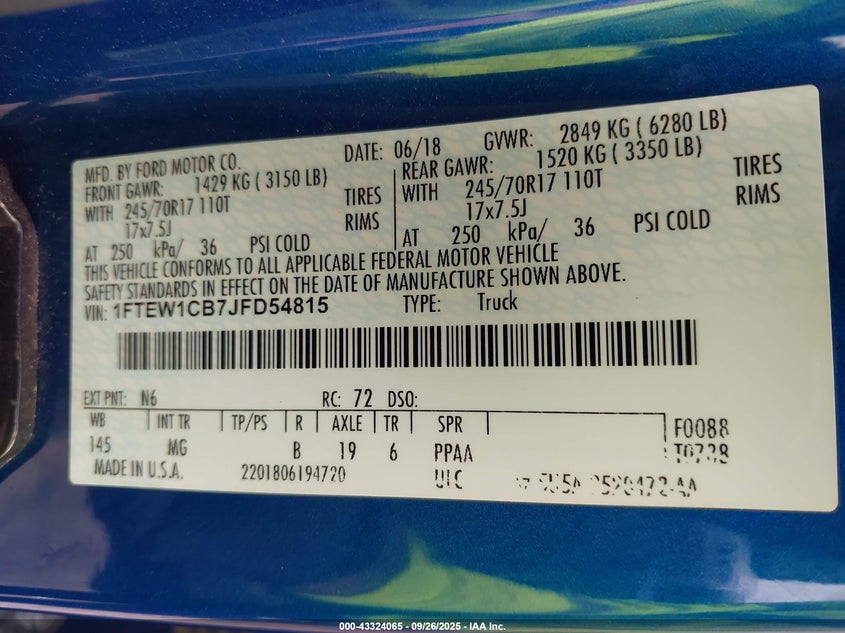 MFD. BY FORD MOTOR CO. DATE: 06/18 GVWR: 2849 KG ( 6280 LB)
FRONT GAWR: 1429 KG ( 3150 LB) REAR GAWR: 1520 KG ( 3350 LB)
WITH 245/70R17 110T TIRES WITH 245/70R17 110T TIRES
17x7.5J RIMS 17x7.5J RIMS
AT 250 kPa/ 36 PSI COLD AT 250 kPa/ 36 PSI COLD
THIS VEHICLE CONFORMS TO ALL APPLICABLE FEDERAL MOTOR VEHICLE
SAFETY STANDARDS IN EFFECT ON THE DATE OF MANUFACTURE SHOWN ABOVE.
VIN: 1FTEW1CB7JFD54815 TYPE: Truck
EXT PNT: N6 RC: 72 DSO:
WB INT TR TP/PS R AXLE TR SPR F0088
145 MG B 19 6 PPAA
MADE IN U.S.A. 2201806194720 UIC
000-43324065 - 09/26/2025 - IAA Inc.